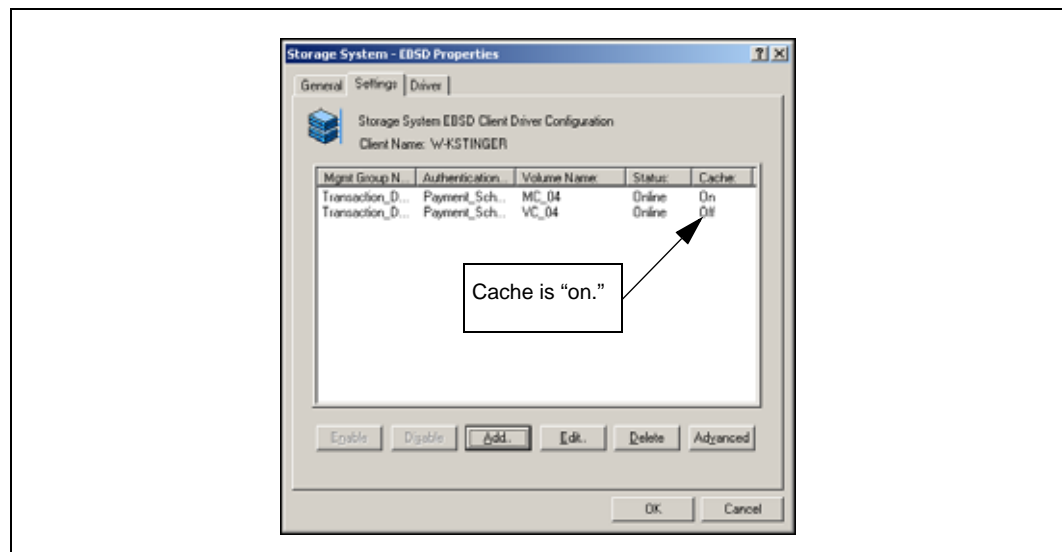 Storage System - EBSD Properties
General Settings Driver
Storage System EBSD Client Driver Configuration
Client Name: W-KSTINGER
Mgmt Group N... Authentication... Volume Name: Status: Cache:
Transaction_D... Payment_Sch... MC_04 Online On
Transaction_D... Payment_Sch... VC_04 Online Off
Cache is “on.”
Enable Disable Add.. Edit.. Delete Advanced
OK Cancel